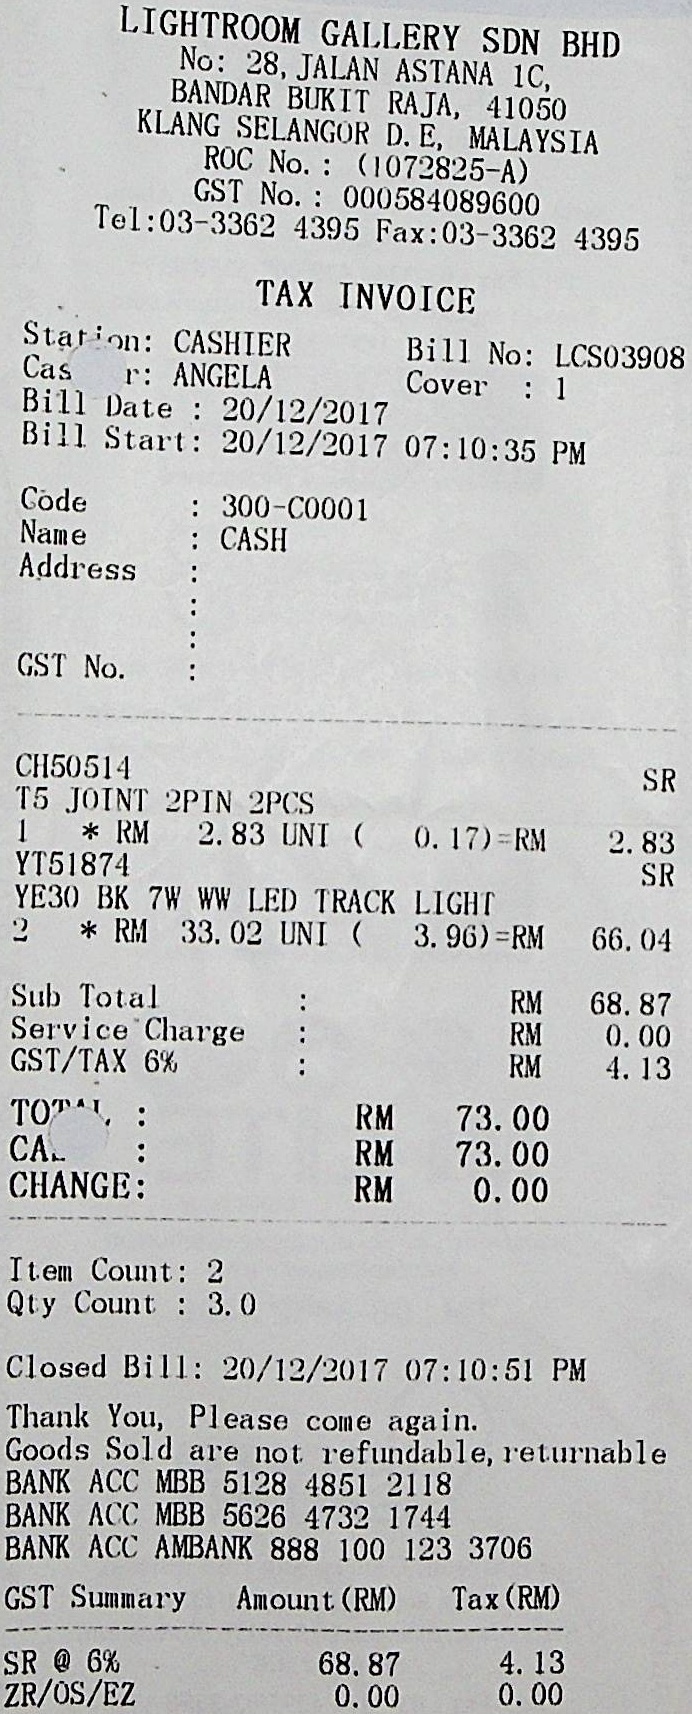 LIGHTROOM GALLERY SDN BHD
No: 28, JALAN ASTANA 1C,
BANDAR BUKIT RAJA, 41050
KLANG SELANGOR D.E, MALAYSIA
ROC No. : (1072825-A)
GST No. : 000584089600
Tel:03-3362 4395 Fax:03-3362 4395
TAX INVOICE
Station: CASHIER Bill No: LCS03908
: ANGELA Cover : 1
Bill Date : 20/12/2017
Bill Start: 20/12/2017 07:10:35 PM
Code : 300-C0001
Name : CASH
Address :
:
:
GST No. :
CH50514 SR
T5 JOINT 2PIN 2PCS
1 * RM 2.83 UNI ( 0.17)=RM 2.83
YT51874 SR
YE30 BK 7W WW LED TRACK LIGHT
2 * RM 33.02 UNI ( 3.96)=RM 66.04
Sub Total : RM 68.87
Service Charge : RM 0.00
GST/TAX 6% : RM 4.13
TOTAL : RM 73.00
: RM 73.00
CHANGE: RM 0.00
Item Count: 2
Qty Count : 3.0
Closed Bill: 20/12/2017 07:10:51 PM
Thank You, Please come again.
Goods Sold are not refundable, returnable
BANK ACC MBB 5128 4851 2118
BANK ACC MBB 5626 4732 1744
BANK ACC AMBANK 888 100 123 3706
GST Summary Amount(RM) Tax(RM)
SR @ 6% 68.87 4.13
ZR/OS/EZ 0.00 0.00